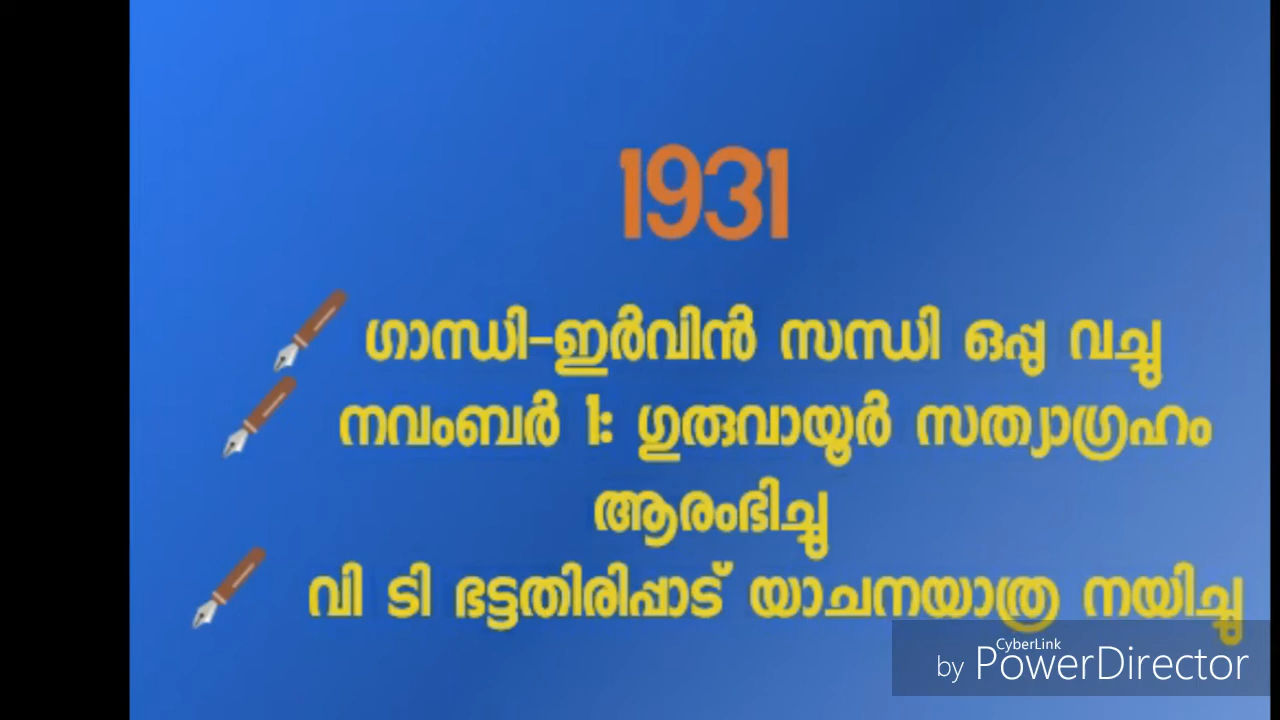 1931
ഗാന്ധി-ഇർവിൻ സന്ധി ഒപ്പു വച്ചു
നവംബർ 1: ഗുരുവായൂർ സത്യാഗ്രഹം
ആരംഭിച്ചു
വി ടി ഭട്ടതിരിപ്പാട് യാചനയാത്ര നയിച്ചു
CyberLink
by PowerDirector